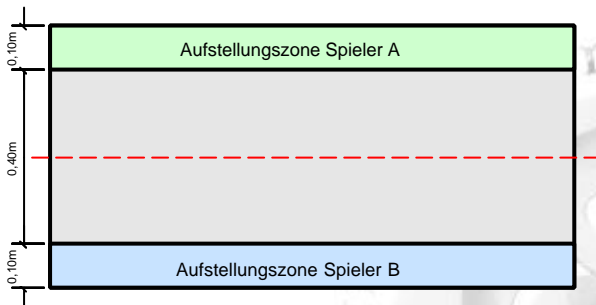 0,10m
Aufstellungszone Spieler A
0,40m
0,10m
Aufstellungszone Spieler B